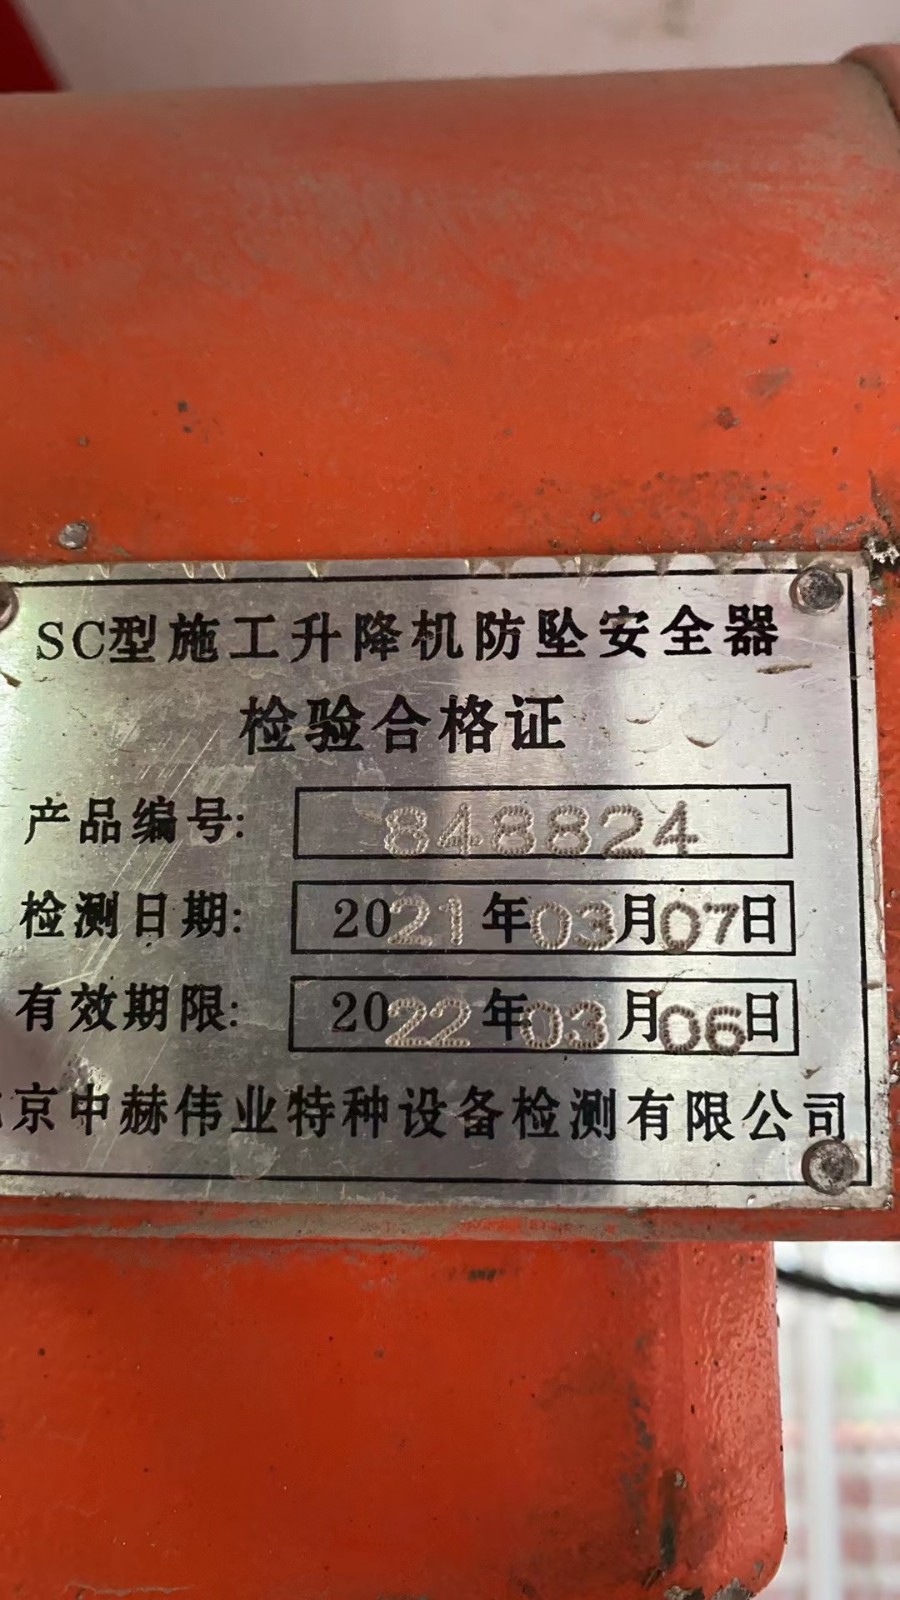 SC型施工升降机防坠安全器
检验合格证
产品编号: 848824
检测日期: 2021年03月07日
有效期限: 2022年03月06日
京中赫伟业特种设备检测有限公司